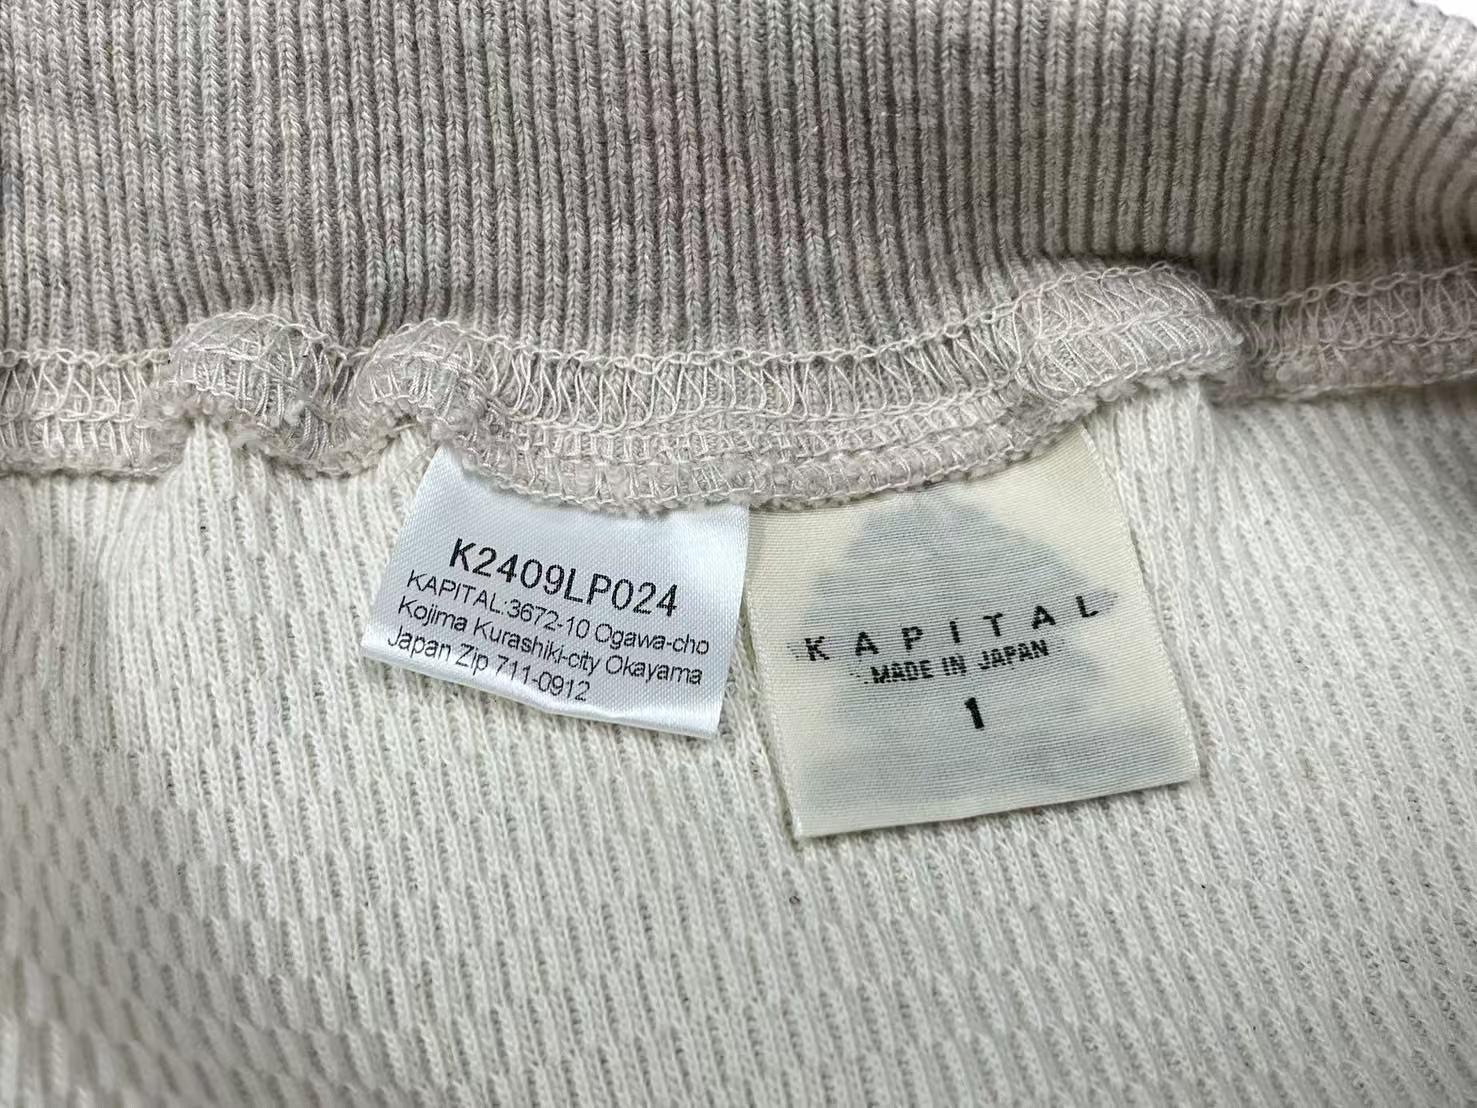 K2409LP024
KAPITAL:3672-10 Ogawa-cho
Kojima Kurashiki-city Okayama
Japan Zip 711-0912
KAPITAL
MADE IN JAPAN
1